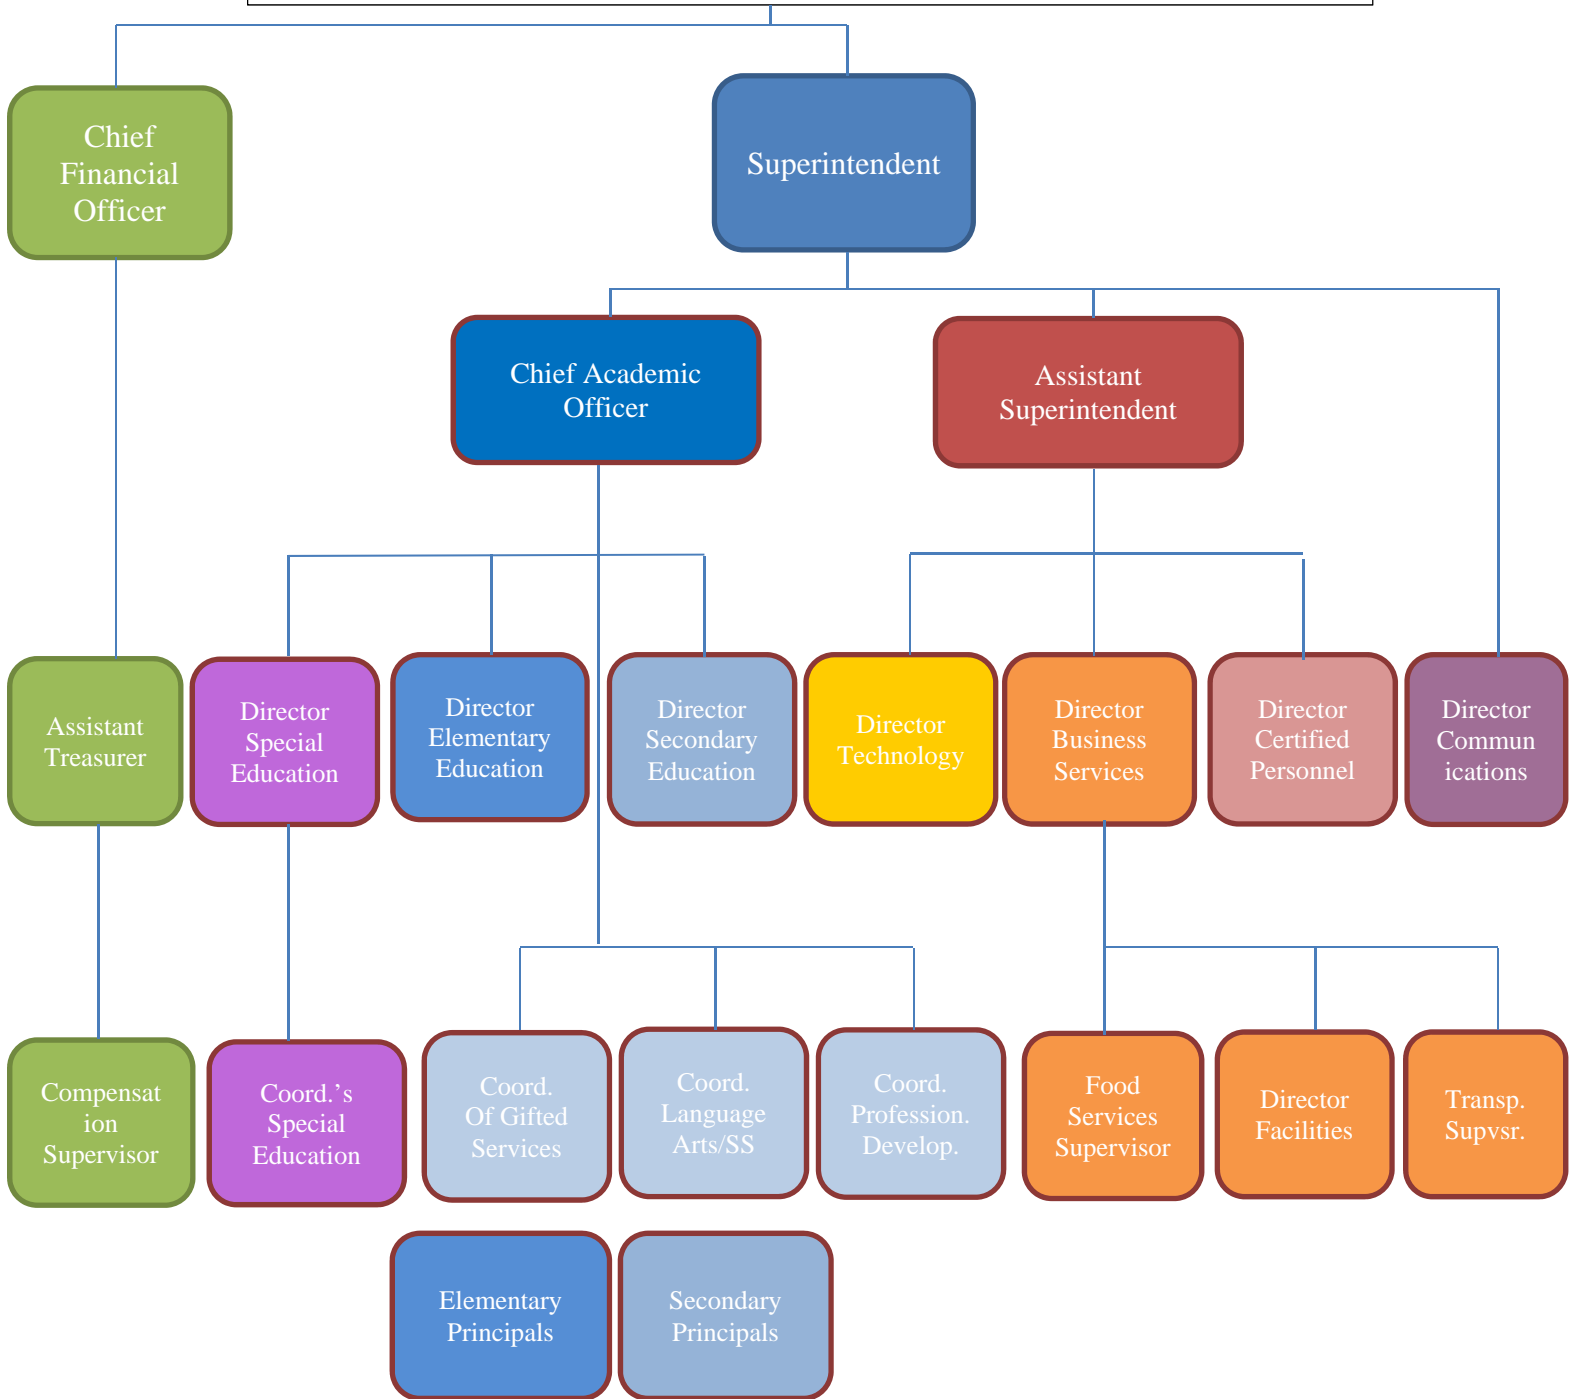 Chief
Financial
Officer
Superintendent
Chief Academic
Officer
Assistant
Superintendent
Assistant
Treasurer
Director
Special
Education
Director
Elementary
Education
Director
Secondary
Education
Director
Technology
Director
Business
Services
Director
Certified
Personnel
Director
Commun
ications
Compensat
ion
Supervisor
Coord.’s
Special
Education
Coord.
Of Gifted
Services
Coord.
Language
Arts/SS
Coord.
Profession.
Develop.
Food
Services
Supervisor
Director
Facilities
Transp.
Supvsr.
Elementary
Principals
Secondary
Principals